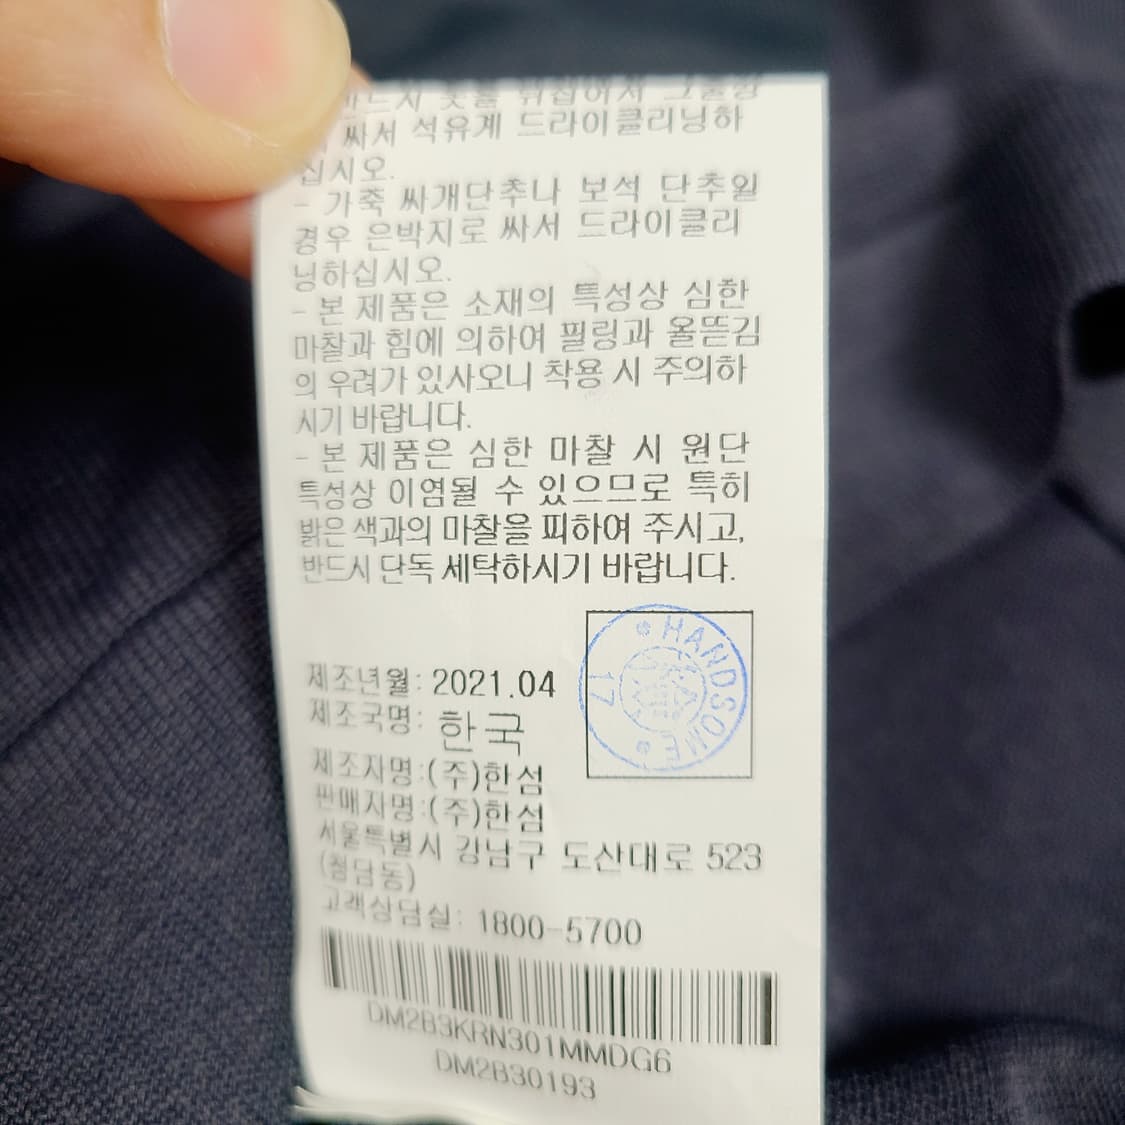 반드시 옷을 뒤집어서 그물망
싸서 석유계 드라이클리닝하
십시오.
- 가죽 싸개단추나 보석 단추일
경우 은박지로 싸서 드라이클리
닝하십시오.
- 본 제품은 소재의 특성상 심한
마찰과 힘에 의하여 필링과 올뜯김
의 우려가 있사오니 착용 시 주의하
시기 바랍니다.
- 본 제품은 심한 마찰 시 원단
특성상 이염될 수 있으므로 특히
밝은 색과의 마찰을 피하여 주시고,
반드시 단독 세탁하시기 바랍니다.
HANDSOME
17
제조년월: 2021.04
제조국명: 한국
제조자명:(주)한섬
판매자명:(주)한섬
서울특별시 강남구 도산대로 523
(청담동)
고객상담실: 1800-5700
DM2B3KRN301MMDG6
DM2B30193